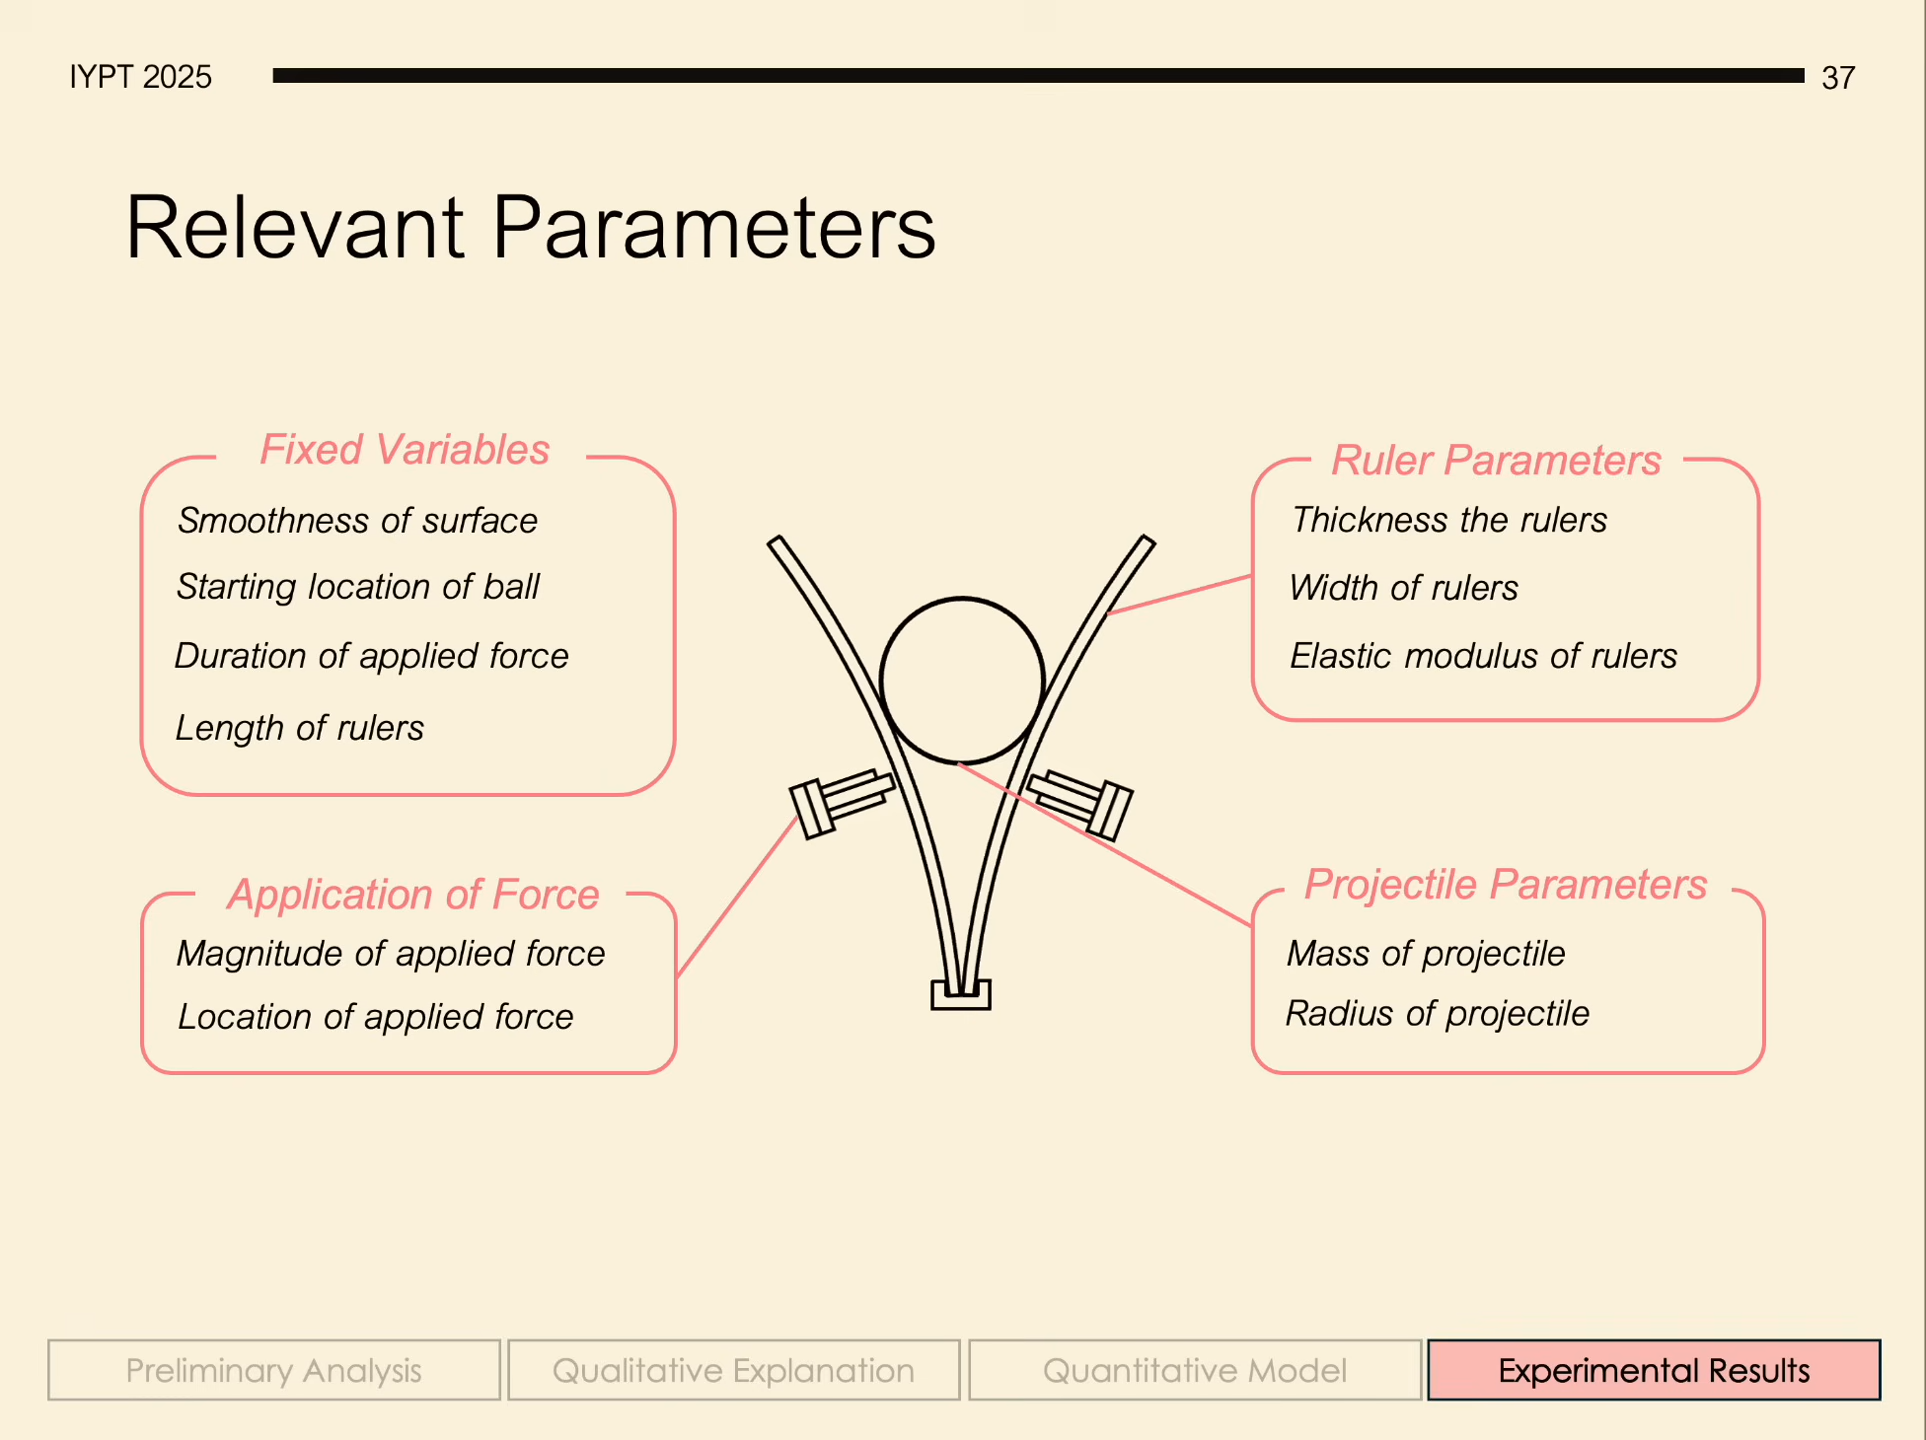 IYPT 2025
37
Relevant Parameters
Fixed Variables
Smoothness of surface
Starting location of ball
Duration of applied force
Length of rulers
Application of Force
Magnitude of applied force
Location of applied force
Ruler Parameters
Thickness the rulers
Width of rulers
Elastic modulus of rulers
Projectile Parameters
Mass of projectile
Radius of projectile
Preliminary Analysis
Qualitative Explanation
Quantitative Model
Experimental Results